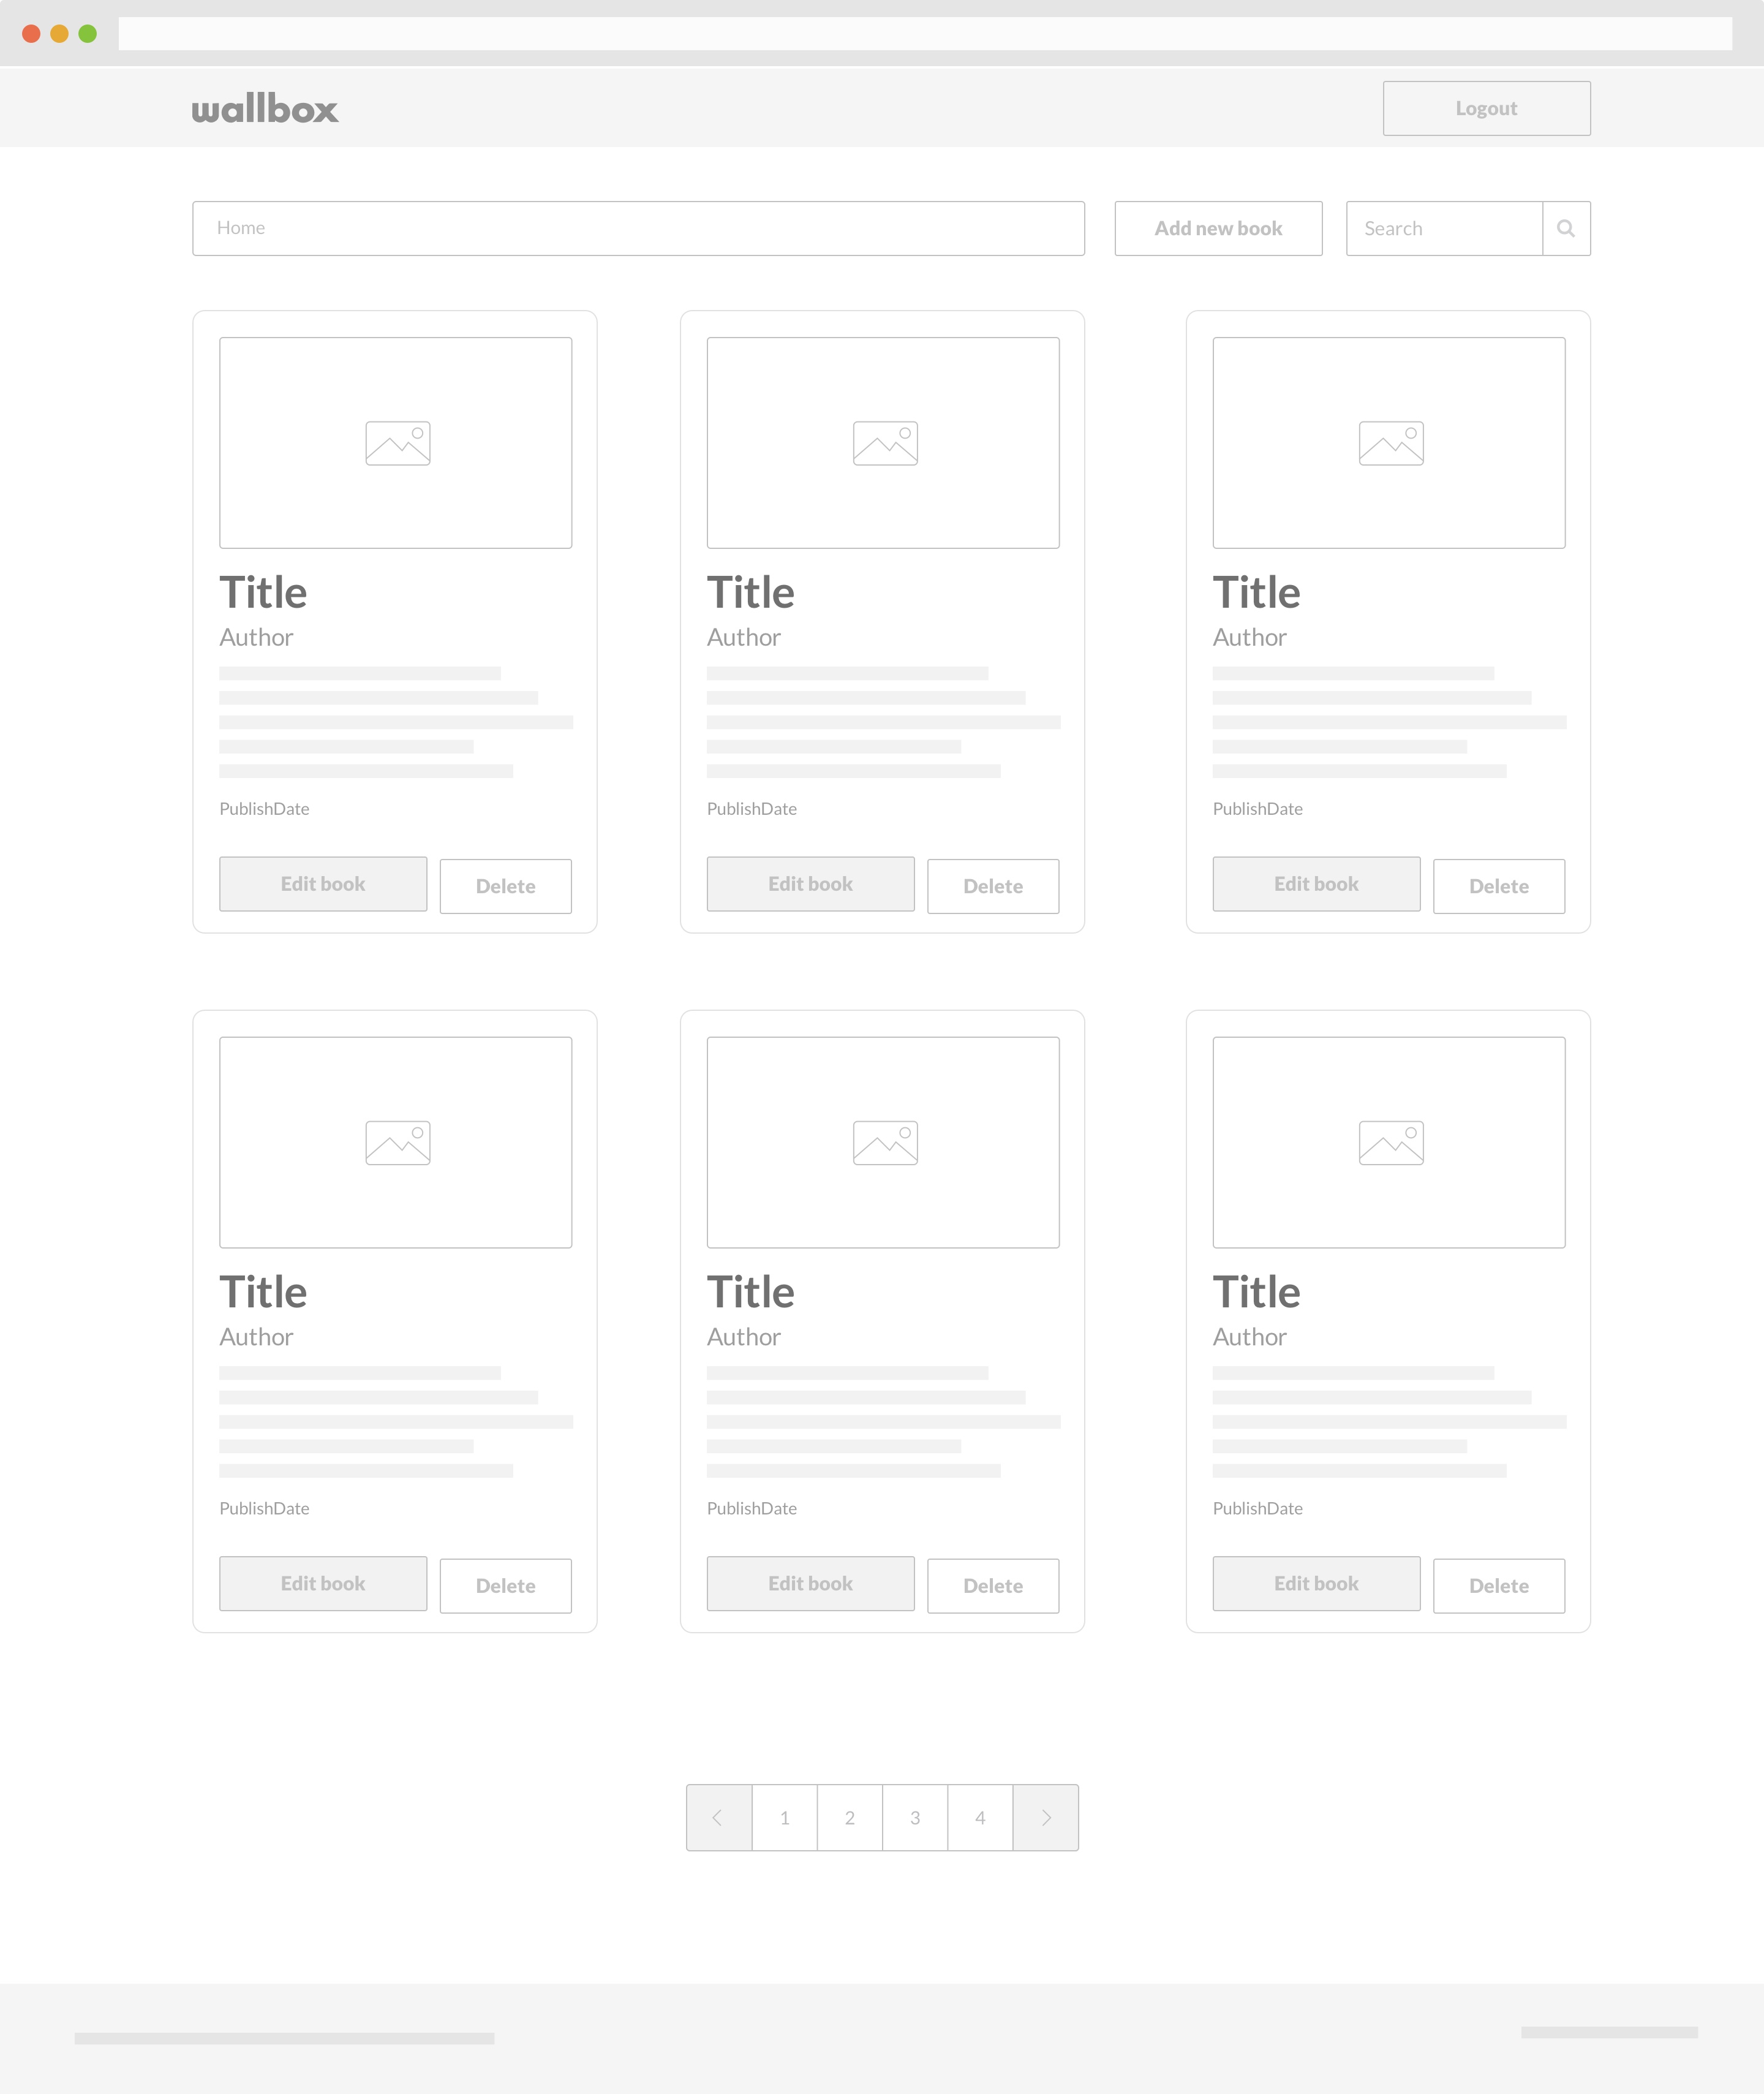 wallbox
Logout
Home
Add new book
Search
Title
Title
Title
Author
Author
Author
PublishDate
PublishDate
PublishDate
Edit book
Delete
Edit book
Delete
Edit book
Delete
Title
Title
Title
Author
Author
Author
PublishDate
PublishDate
PublishDate
Edit book
Delete
Edit book
Delete
Edit book
Delete
1 2 3 4